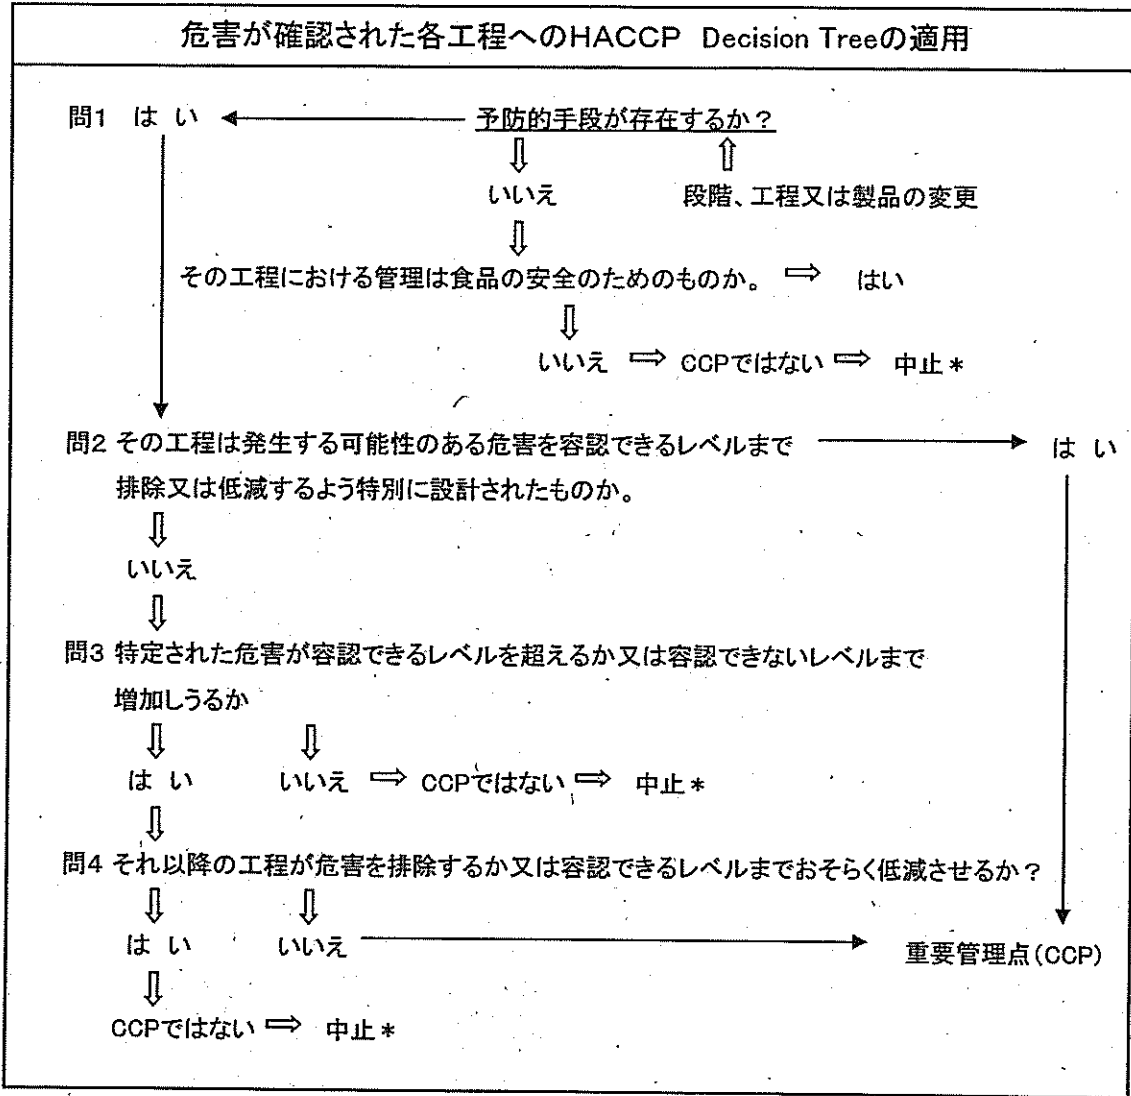 危害が確認された各工程へのHACCP Decision Treeの適用
問1 はい ← 予防的手段が存在するか?
⇩ ⇧
いいえ 段階、工程又は製品の変更
⇩
その工程における管理は食品の安全のためのものか。 ⇨ はい
⇩
いいえ ⇨ CCPではない ⇨ 中止*
問2 その工程は発生する可能性のある危害を容認できるレベルまで → はい
排除又は低減するよう特別に設計されたものか。
⇩
いいえ
⇩
問3 特定された危害が容認できるレベルを超えるか又は容認できないレベルまで
増加しうるか
⇩ ⇩
はい いいえ ⇨ CCPではない ⇨ 中止*
⇩
問4 それ以降の工程が危害を排除するか又は容認できるレベルまでおそらく低減させるか?
⇩ ⇩
はい いいえ → 重要管理点(CCP)
⇩
CCPではない ⇨ 中止*